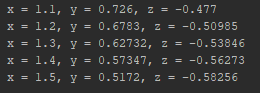 x = 1.1, y = 0.726, z = -0.477
x = 1.2, y = 0.6783, z = -0.50985
x = 1.3, y = 0.62732, z = -0.53846
x = 1.4, y = 0.57347, z = -0.56273
x = 1.5, y = 0.5172, z = -0.58256